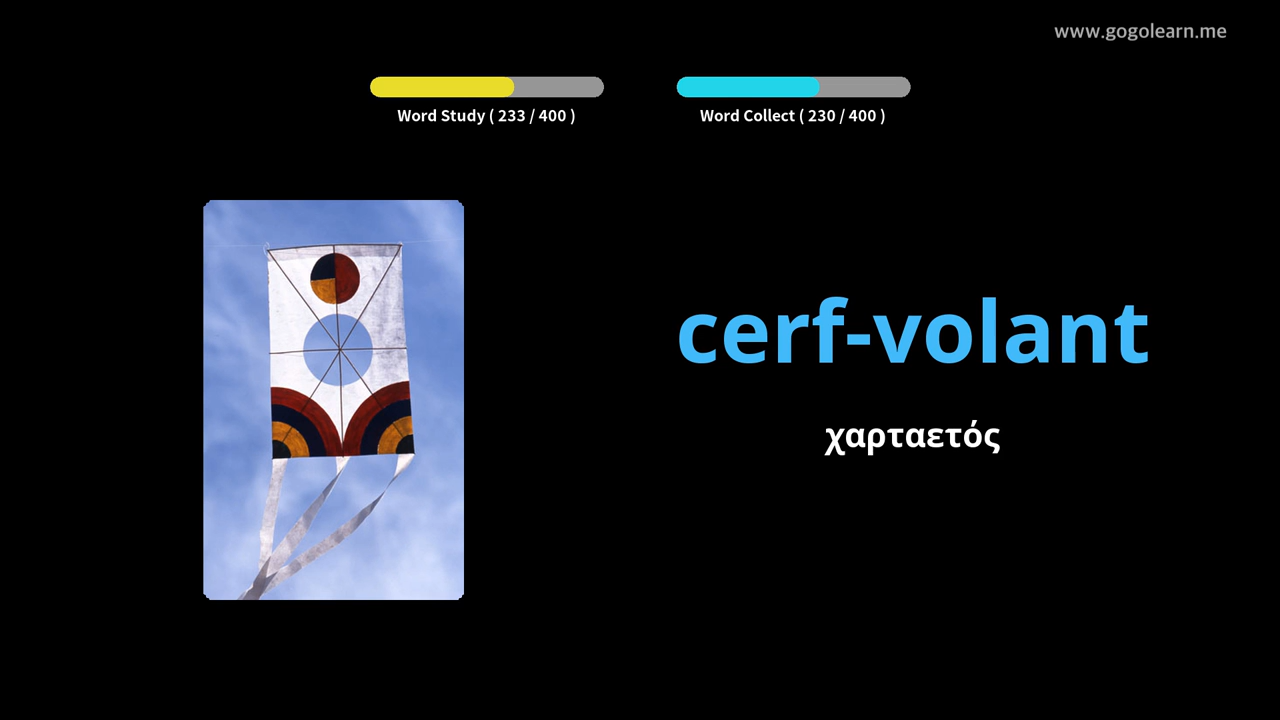 www.gogolearn.me
Word Study ( 233 / 400 )
Word Collect ( 230 / 400 )
cerf-volant
χαρταετός